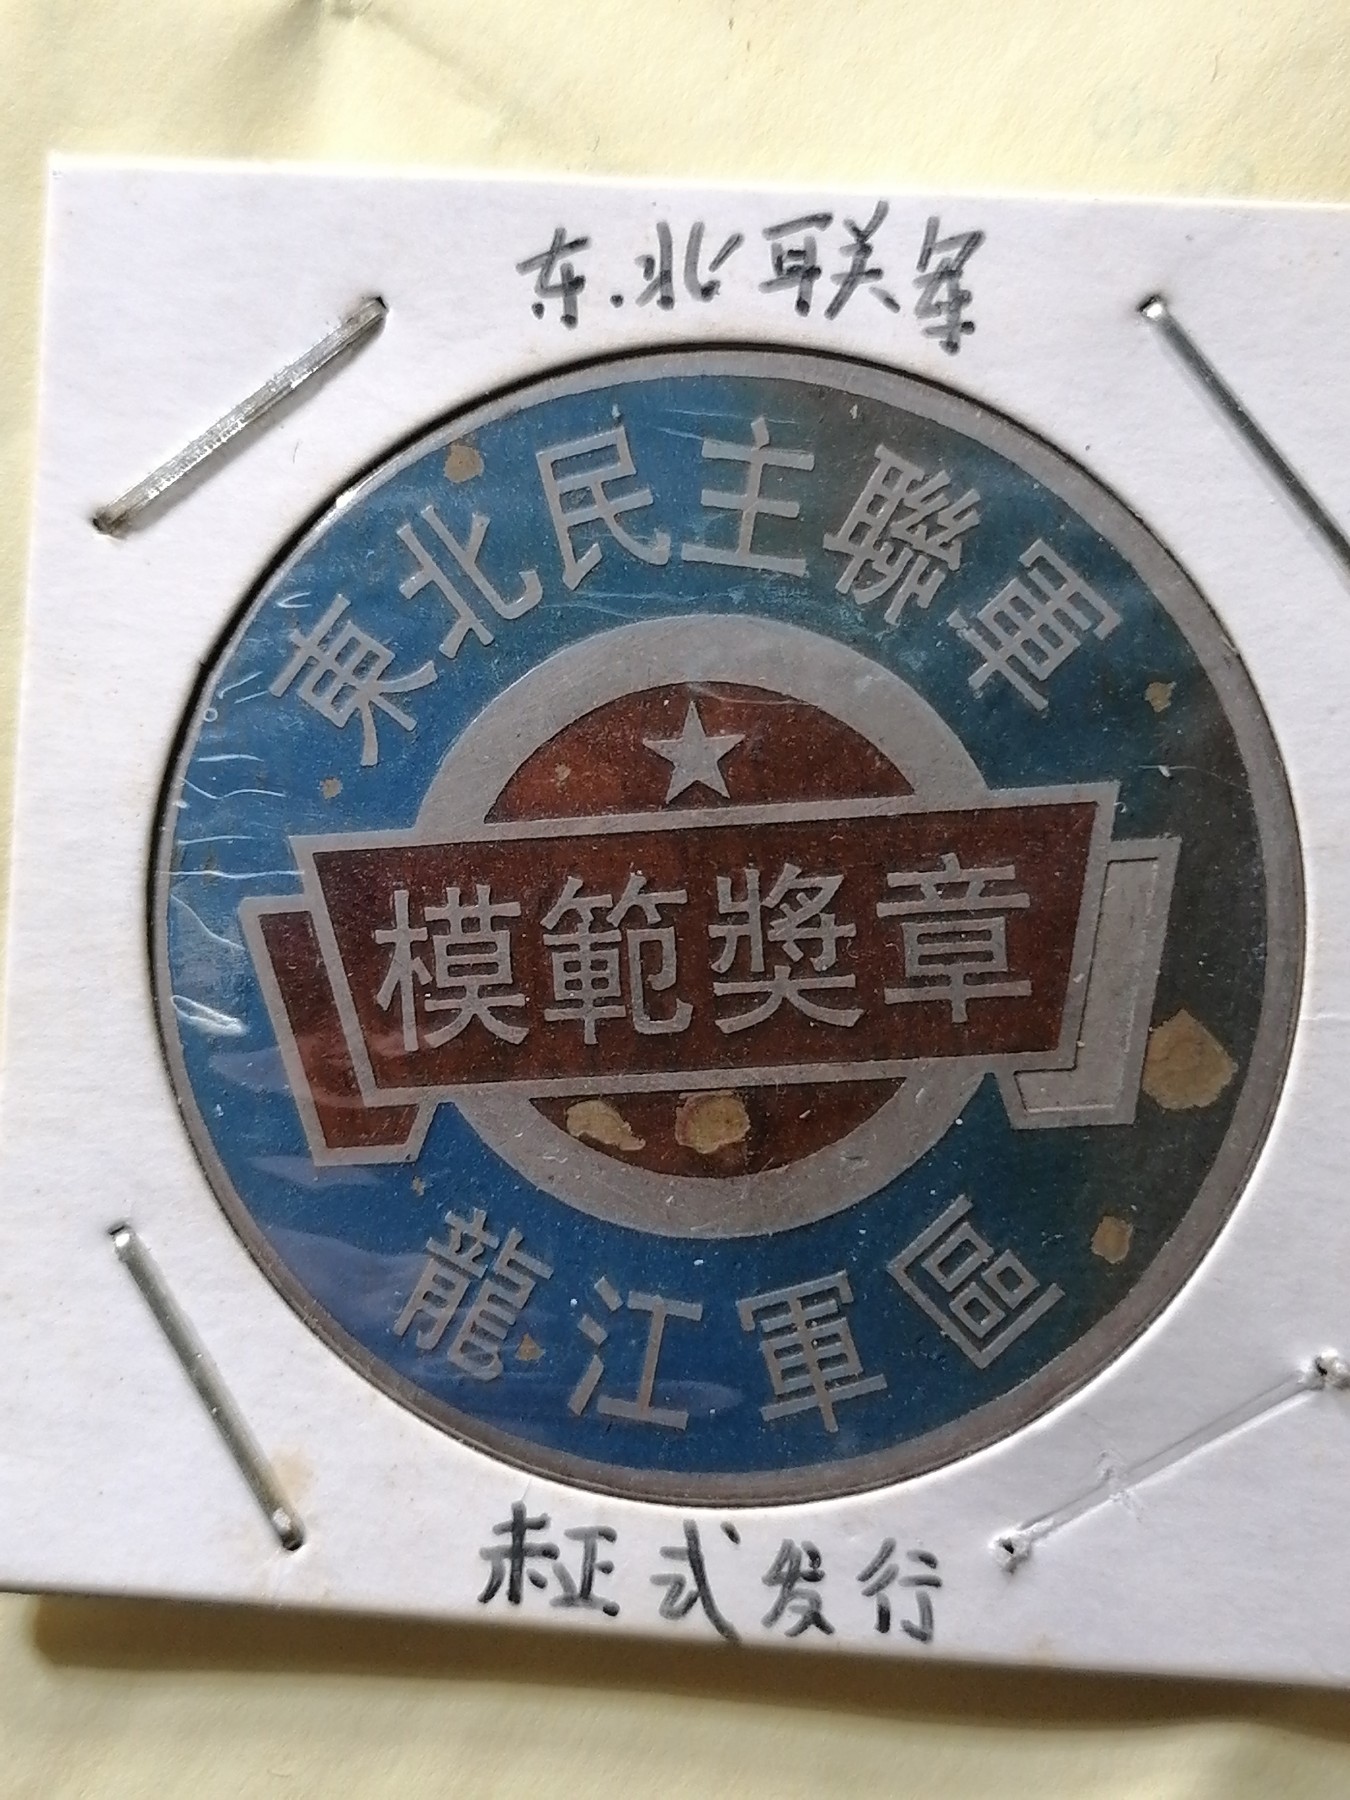 东北联军
東北民主聯軍
模範奬章
龍江軍區
未正式发行